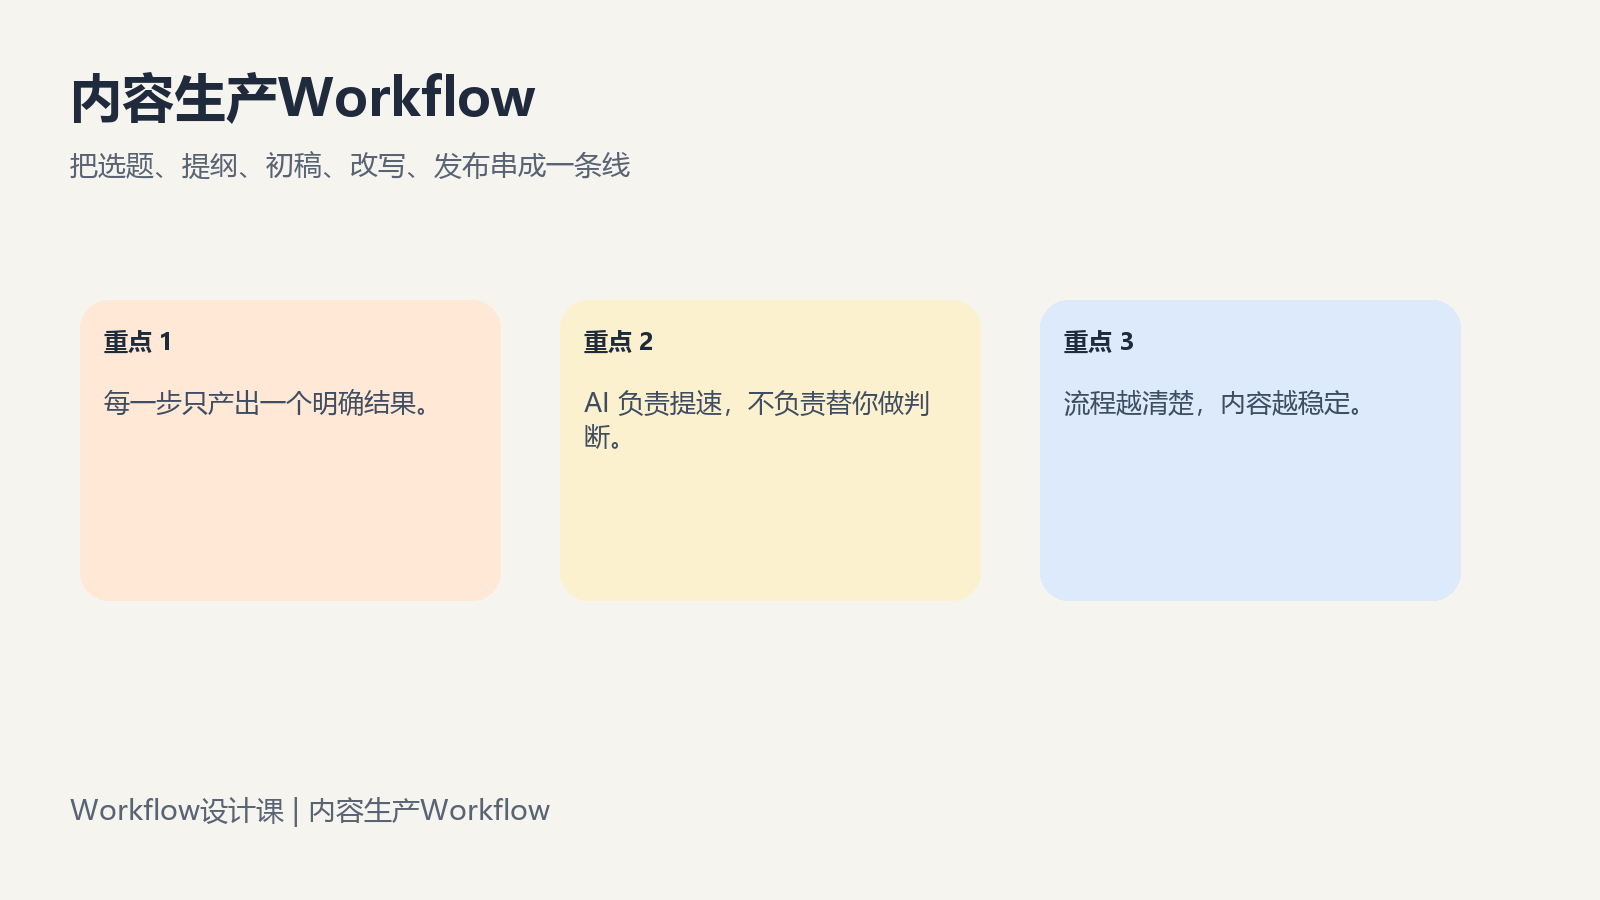 内容生产Workflow
把选题、提纲、初稿、改写、发布串成一条线
重点 1
每一步只产出一个明确结果。
重点 2
AI 负责提速，不负责替你做判
断。
重点 3
流程越清楚，内容越稳定。
Workflow设计课 | 内容生产Workflow